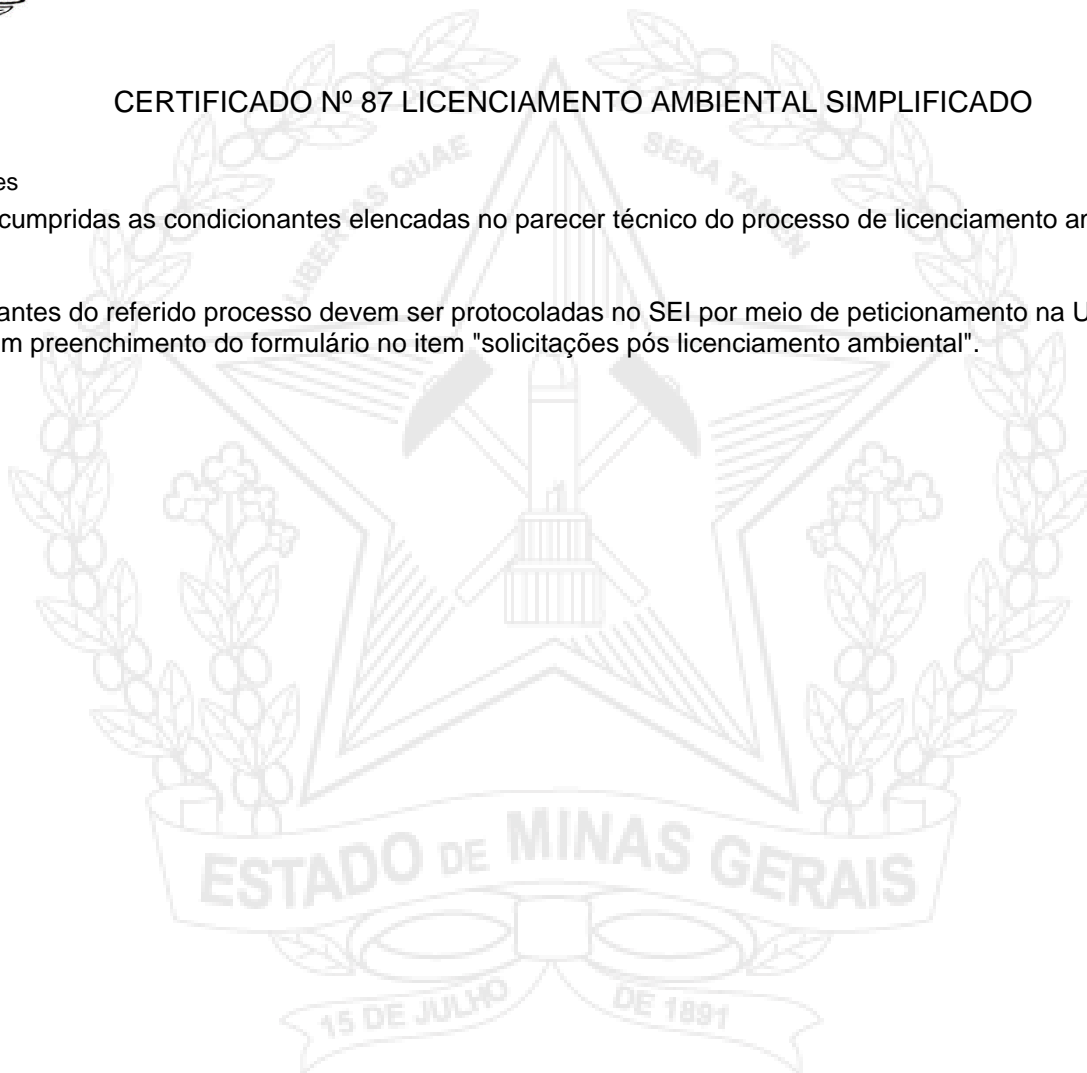 CERTIFICADO Nº 87 LICENCIAMENTO AMBIENTAL SIMPLIFICADO
es
cumpridas as condicionantes elencadas no parecer técnico do processo de licenciamento a
antes do referido processo devem ser protocoladas no SEI por meio de peticionamento na U
m preenchimento do formulário no item "solicitações pós licenciamento ambiental".
LIBERTAS QUAE
SERA TAMEN
ESTADO DE MINAS GERAIS
15 DE JULHO
DE 1891